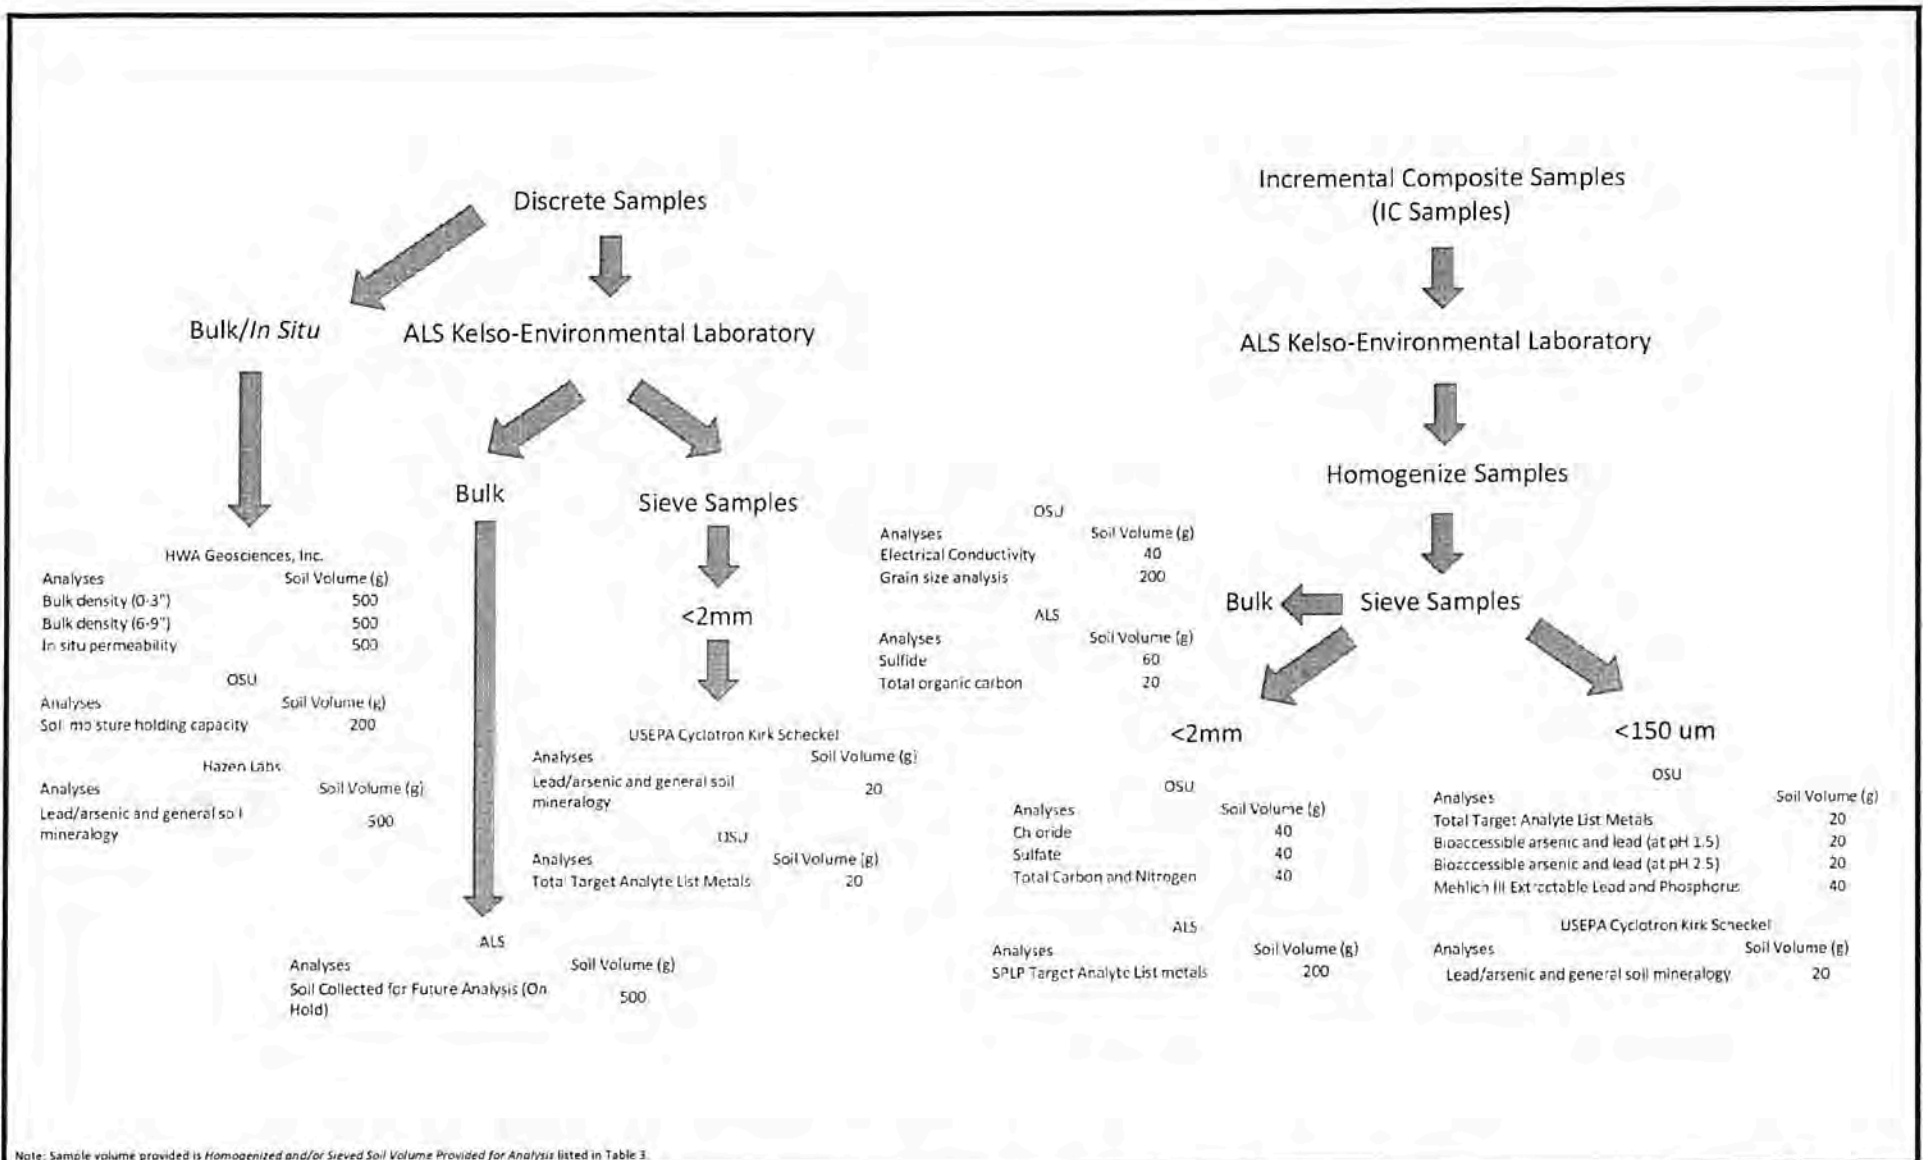 Discrete Samples
Bulk/In Situ
ALS Kelso-Environmental Laboratory
Bulk
Sieve Samples
<2mm
HWA Geosciences, Inc.
Analyses Soil Volume (g)
Bulk density (0-3") 500
Bulk density (6-9") 500
In situ permeability 500
OSU
Analyses Soil Volume (g)
Soil moisture holding capacity 200
Hazen Labs
Analyses Soil Volume (g)
Lead/arsenic and general soil
mineralogy 500
USEPA Cyclotron Kirk Scheckel
Analyses Soil Volume (g)
Lead/arsenic and general soil
mineralogy 20
OSU
Analyses Soil Volume (g)
Total Target Analyte List Metals 20
ALS
Analyses Soil Volume (g)
Soil Collected for Future Analysis (On
Hold) 500
Incremental Composite Samples
(IC Samples)
ALS Kelso-Environmental Laboratory
Homogenize Samples
Bulk Sieve Samples
OSU
Analyses Soil Volume (g)
Electrical Conductivity 40
Grain size analysis 200
ALS
Analyses Soil Volume (g)
Sulfide 60
Total organic carbon 20
<2mm
OSU
Analyses Soil Volume (g)
Chloride 40
Sulfate 40
Total Carbon and Nitrogen 40
ALS
Analyses Soil Volume (g)
SPLP Target Analyte List metals 200
<150 um
OSU
Analyses Soil Volume (g)
Total Target Analyte List Metals 20
Bioaccessible arsenic and lead (at pH 1.5) 20
Bioaccessible arsenic and lead (at pH 2.5) 20
Mehlich III Extractable Lead and Phosphorus 40
USEPA Cyclotron Kirk Scheckel
Analyses Soil Volume (g)
Lead/arsenic and general soil mineralogy 20
Note: Sample volume provided is Homogenized and/or Sieved Soil Volume Provided for Analysis listed in Table 3.